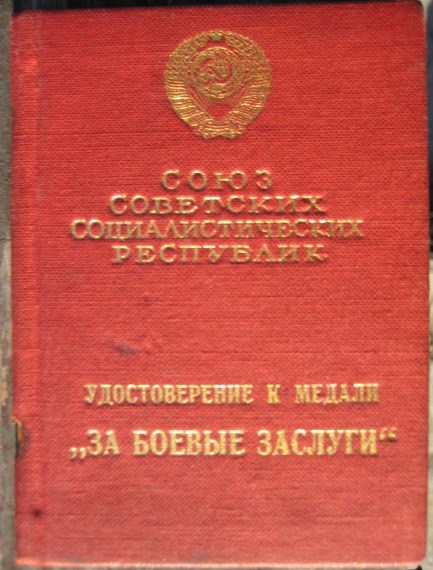 СОЮЗ
СОВЕТСКИХ
СОЦИАЛИСТИЧЕСКИХ
РЕСПУБЛИК
УДОСТОВЕРЕНИЕ К МЕДАЛИ
„ЗА БОЕВЫЕ ЗАСЛУГИ“